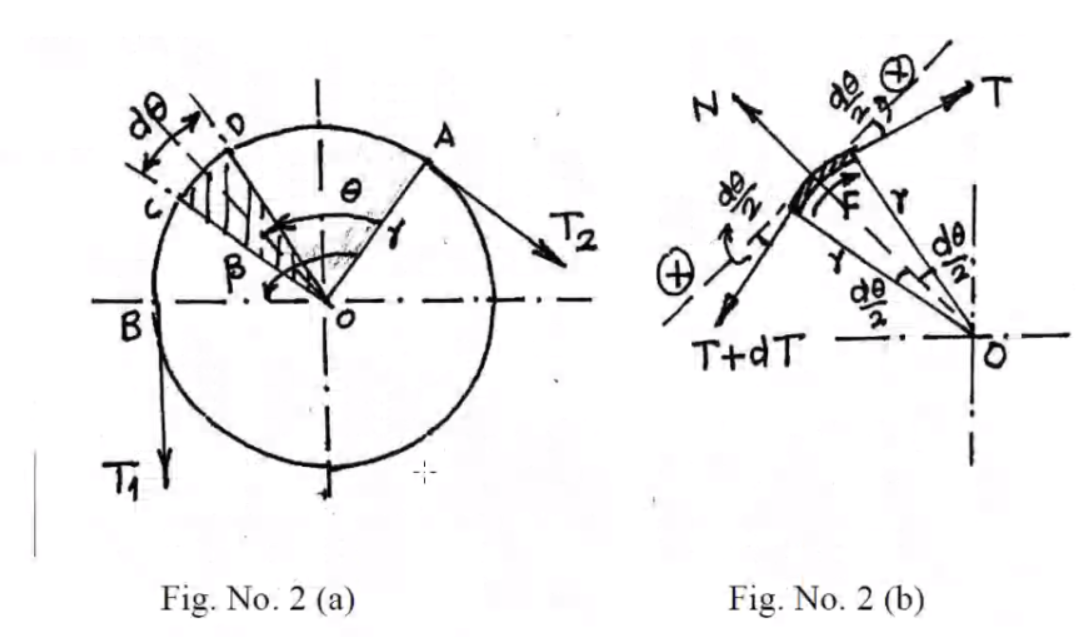 dθ
D
A
C
θ
r
T₂
β
B
O
T₁
Fig. No. 2 (a)
dθ/2
⊕
T
N
dθ/2
F
r
⊕
r
dθ/2
dθ/2
T+dT
O
Fig. No. 2 (b)